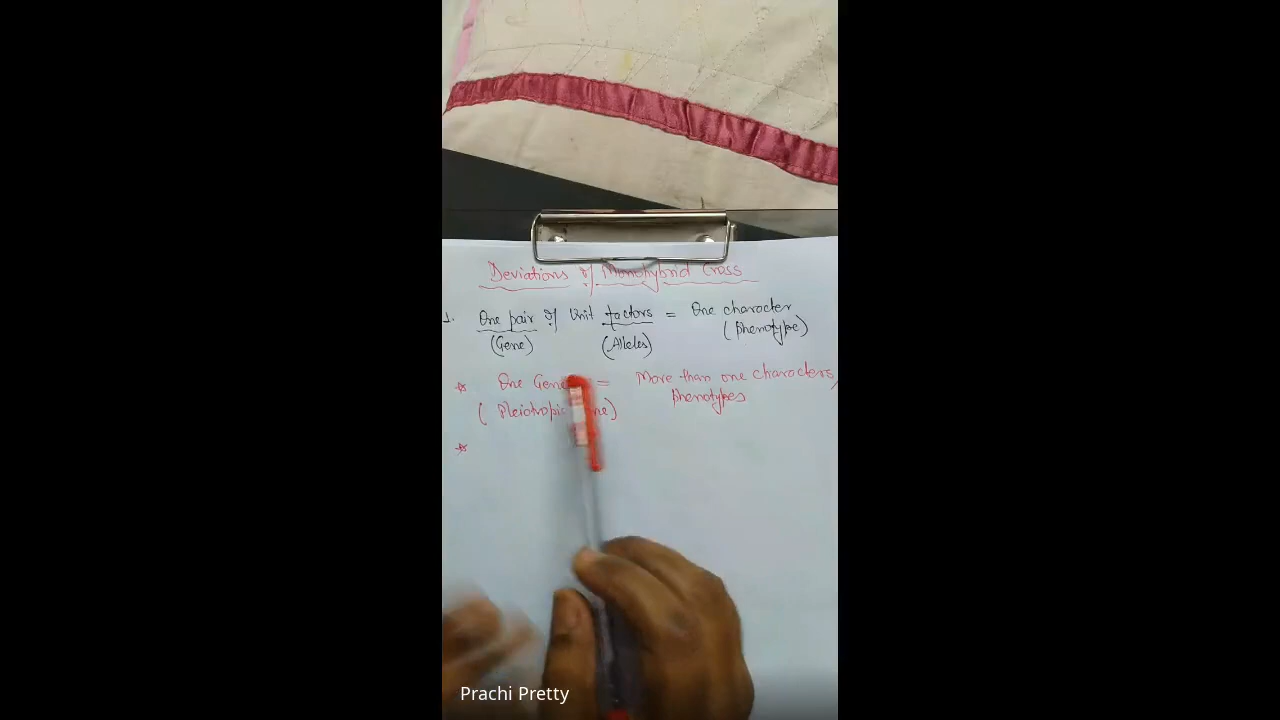 Deviations of Monohybrid Cross
1. One pair of Unit factors = One character
(Gene) (Alleles) (Phenotype)
☆ One Gene = More than one characters,
(Pleiotropic phenotypes
☆
Prachi Pretty